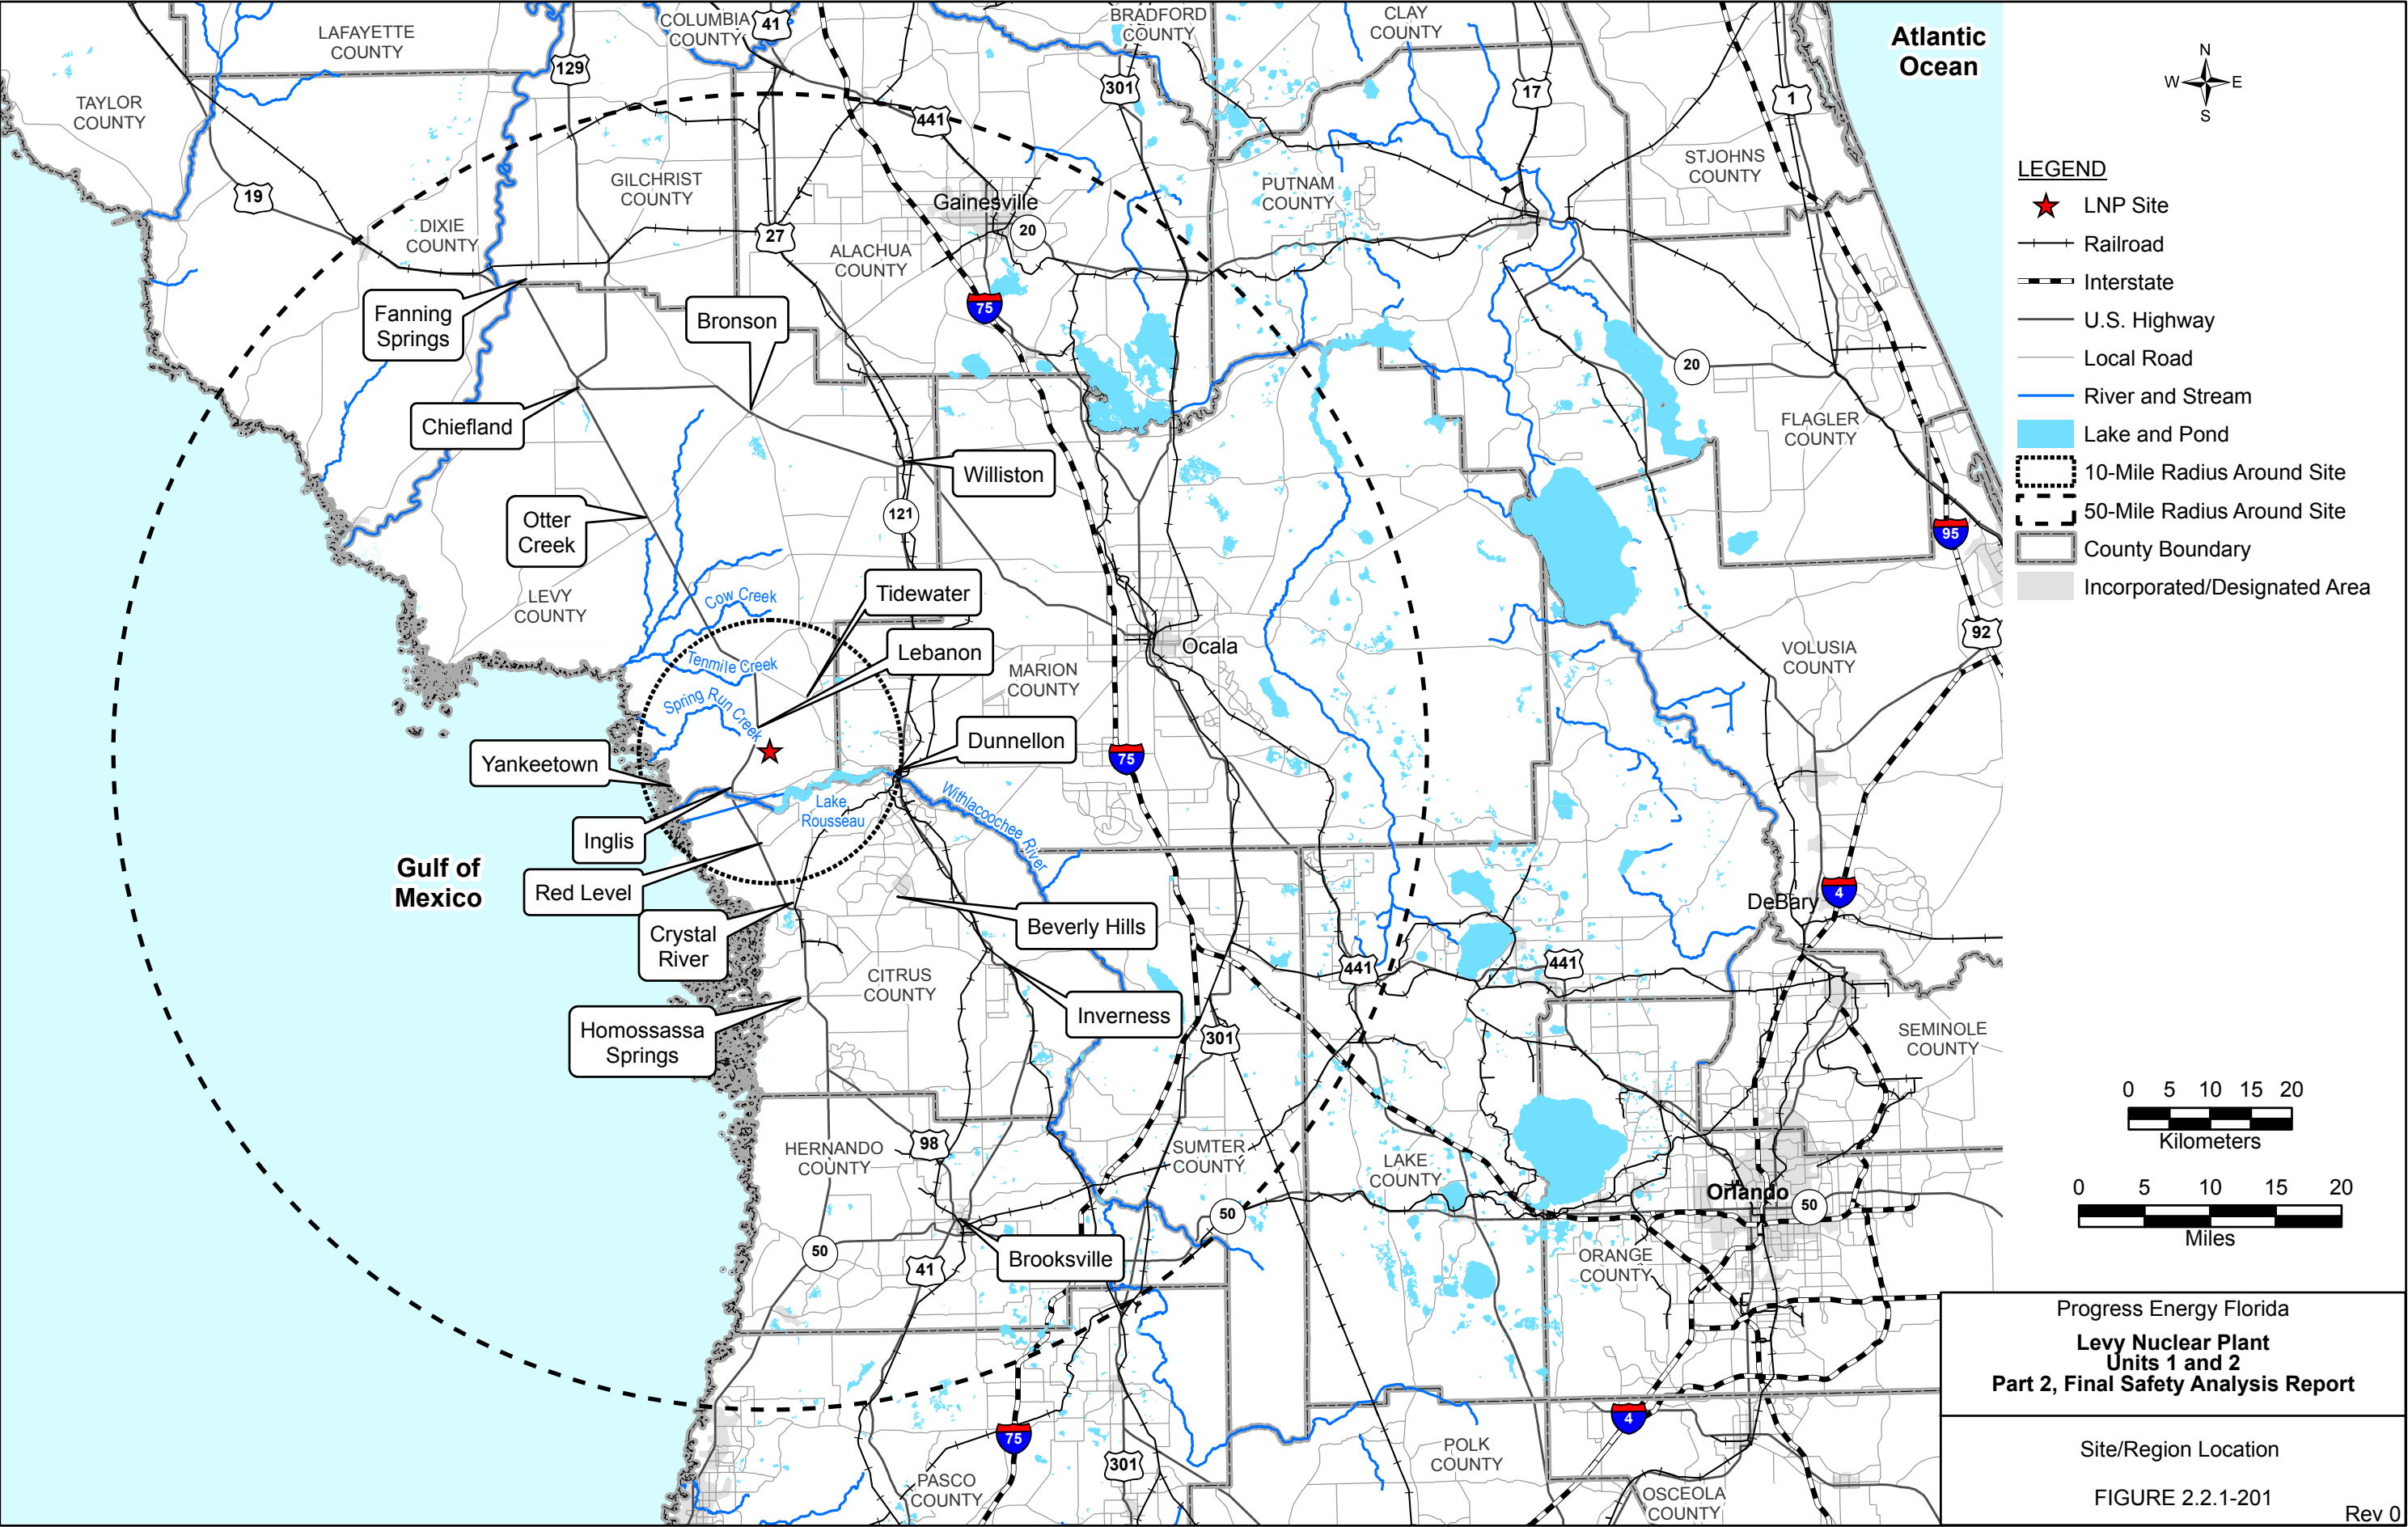 LAFAYETTE
COUNTY
129
COLUMBIA
COUNTY
41
BRADFORD
COUNTY
CLAY
COUNTY
Atlantic
Ocean
N
W
E
S
TAYLOR
COUNTY
441
301
17
1
STJOHNS
COUNTY
19
GILCHRIST
COUNTY
DIXIE
COUNTY
Gainesville
20
27
ALACHUA
COUNTY
PUTNAM
COUNTY
75
Fanning
Springs
Bronson
20
Chiefland
Williston
FLAGLER
COUNTY
Otter
Creek
121
95
LEVY
COUNTY
Cow Creek
Tidewater
Tenmile Creek
Lebanon
Ocala
92
VOLUSIA
COUNTY
MARION
COUNTY
Spring Run Creek
Dunnellon
Yankeetown
75
Lake
Rousseau
Withlacoochee River
Inglis
Gulf of
Mexico
Red Level
4
DeBary
Crystal
River
Beverly Hills
CITRUS
COUNTY
441
441
Homossassa
Springs
Inverness
301
SEMINOLE
COUNTY
HERNANDO
COUNTY
98
SUMTER
COUNTY
LAKE
COUNTY
50
Orlando
50
50
Brooksville
41
ORANGE
COUNTY
75
4
PASCO
COUNTY
301
POLK
COUNTY
OSCEOLA
COUNTY
LEGEND
LNP Site
Railroad
Interstate
U.S. Highway
Local Road
River and Stream
Lake and Pond
10-Mile Radius Around Site
50-Mile Radius Around Site
County Boundary
Incorporated/Designated Area
0 5 10 15 20
Kilometers
0 5 10 15 20
Miles
Progress Energy Florida
Levy Nuclear Plant
Units 1 and 2
Part 2, Final Safety Analysis Report
Site/Region Location
FIGURE 2.2.1-201
Rev 0